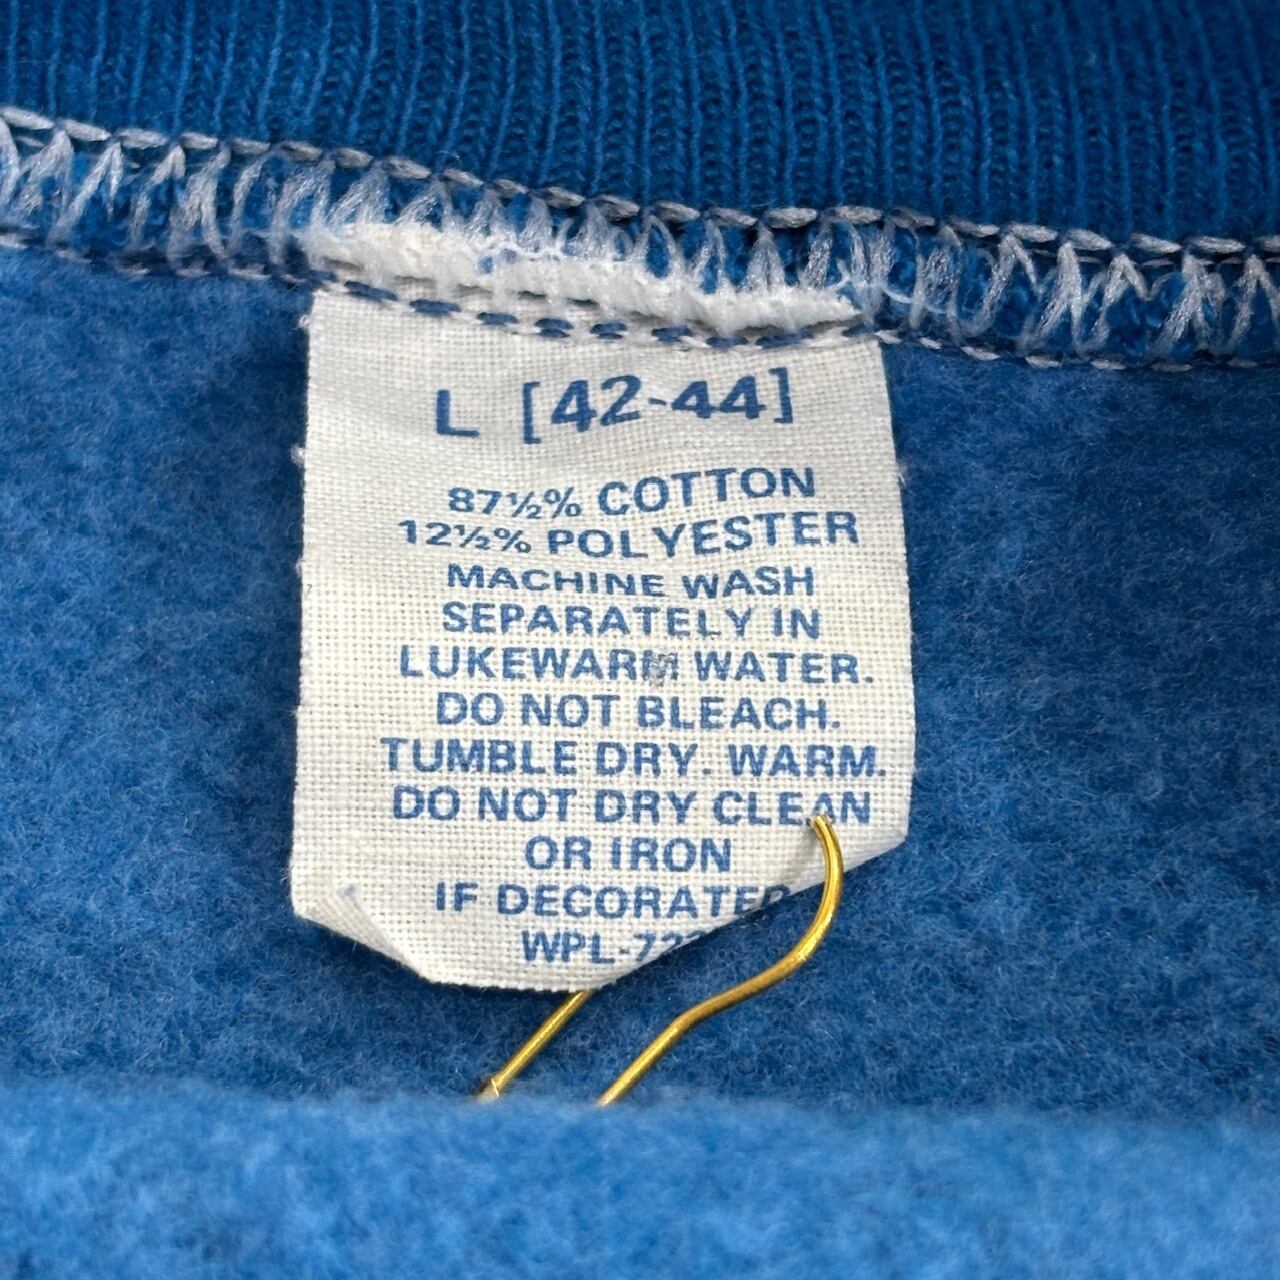 L [42-44]
87½% COTTON
12½% POLYESTER
MACHINE WASH
SEPARATELY IN
LUKEWARM WATER.
DO NOT BLEACH.
TUMBLE DRY. WARM.
DO NOT DRY CLEAN
OR IRON
IF DECORATED